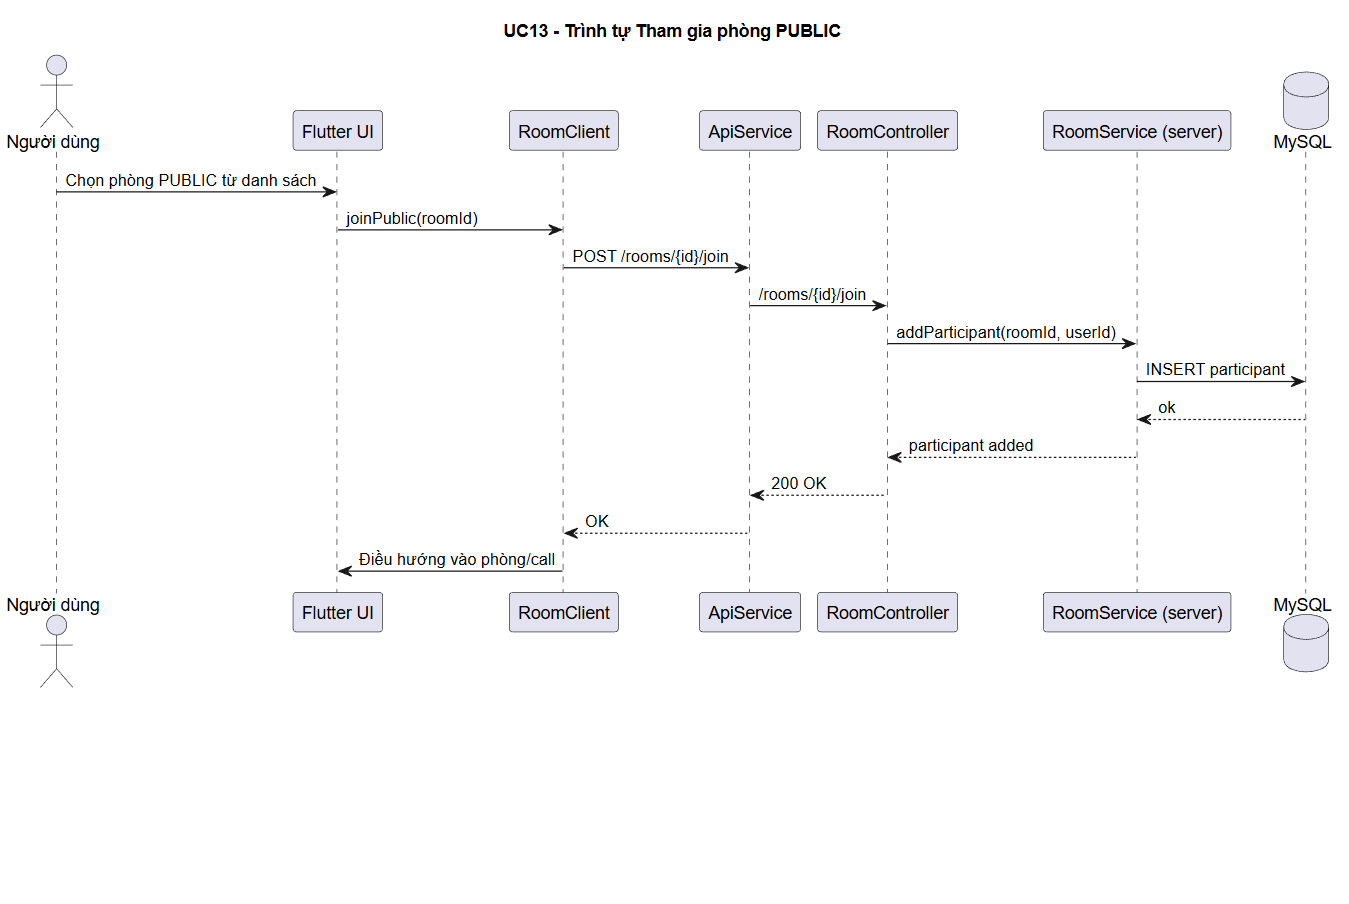 UC13 - Trình tự Tham gia phòng PUBLIC
Người dùng
Flutter UI
RoomClient
ApiService
RoomController
RoomService (server)
MySQL
Chọn phòng PUBLIC từ danh sách
joinPublic(roomId)
POST /rooms/{id}/join
/rooms/{id}/join
addParticipant(roomId, userId)
INSERT participant
ok
participant added
200 OK
OK
Điều hướng vào phòng/call
Người dùng
Flutter UI
RoomClient
ApiService
RoomController
RoomService (server)
MySQL